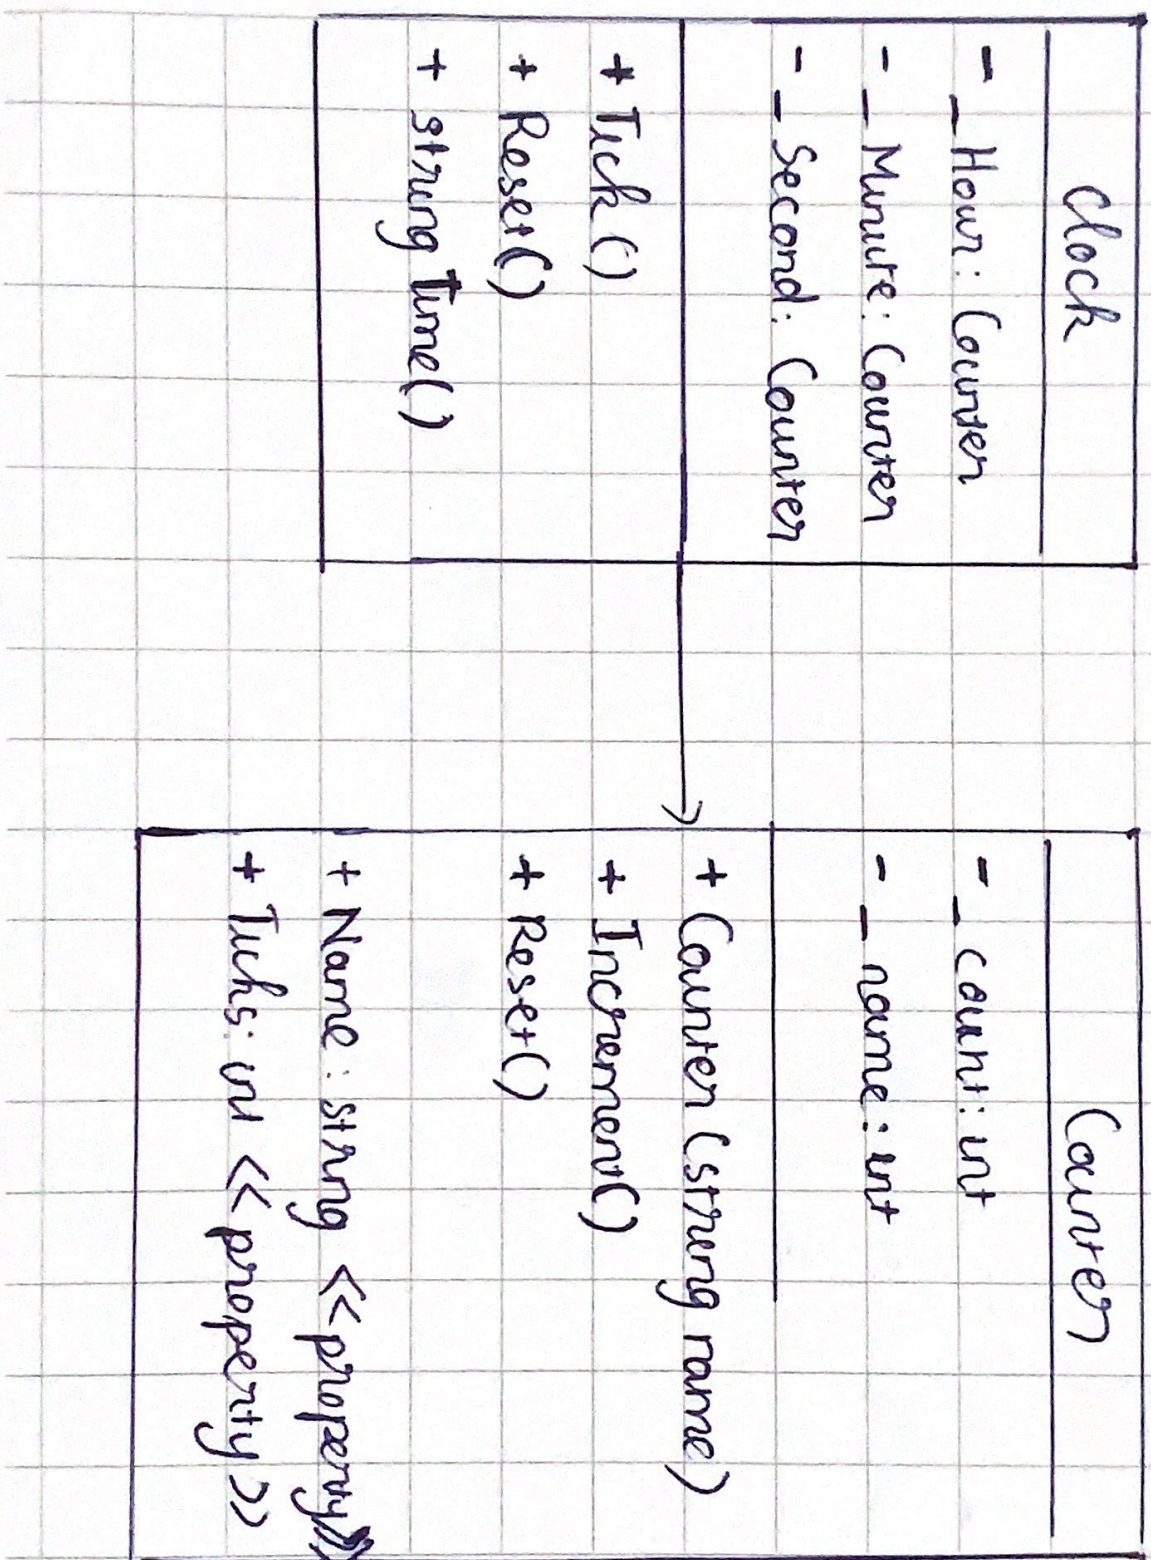 Clock
- _Hour: Counter
- _Minute: Counter
- _Second: Counter
+ Tick()
+ Reset()
+ string Time()
Counter
- _count: int
- _name: int
+ Counter (string name)
+ Increment()
+ Reset()
+ Name: string <<property>>
+ Ticks: int <<property>>